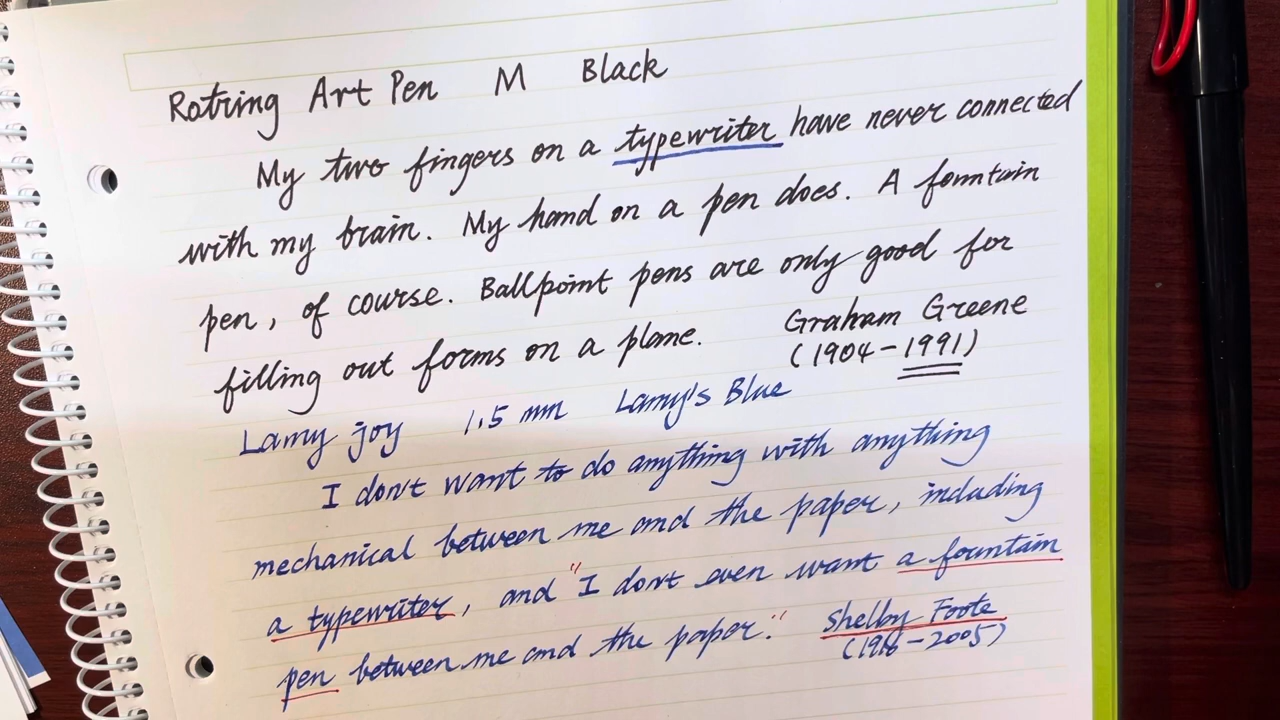 Rotring Art Pen M Black
My two fingers on a typewriter have never connected
with my brain. My hand on a pen does. A fountain
pen, of course. Ballpoint pens are only good for
filling out forms on a plane. Graham Greene
(1904-1991)
Lamy joy 1.5 mm Lamy's Blue
I don't want to do anything with anything
mechanical between me and the paper, including
a typewriter, and "I don't even want a fountain
pen between me and the paper." Shelby Foote
(1916-2005)